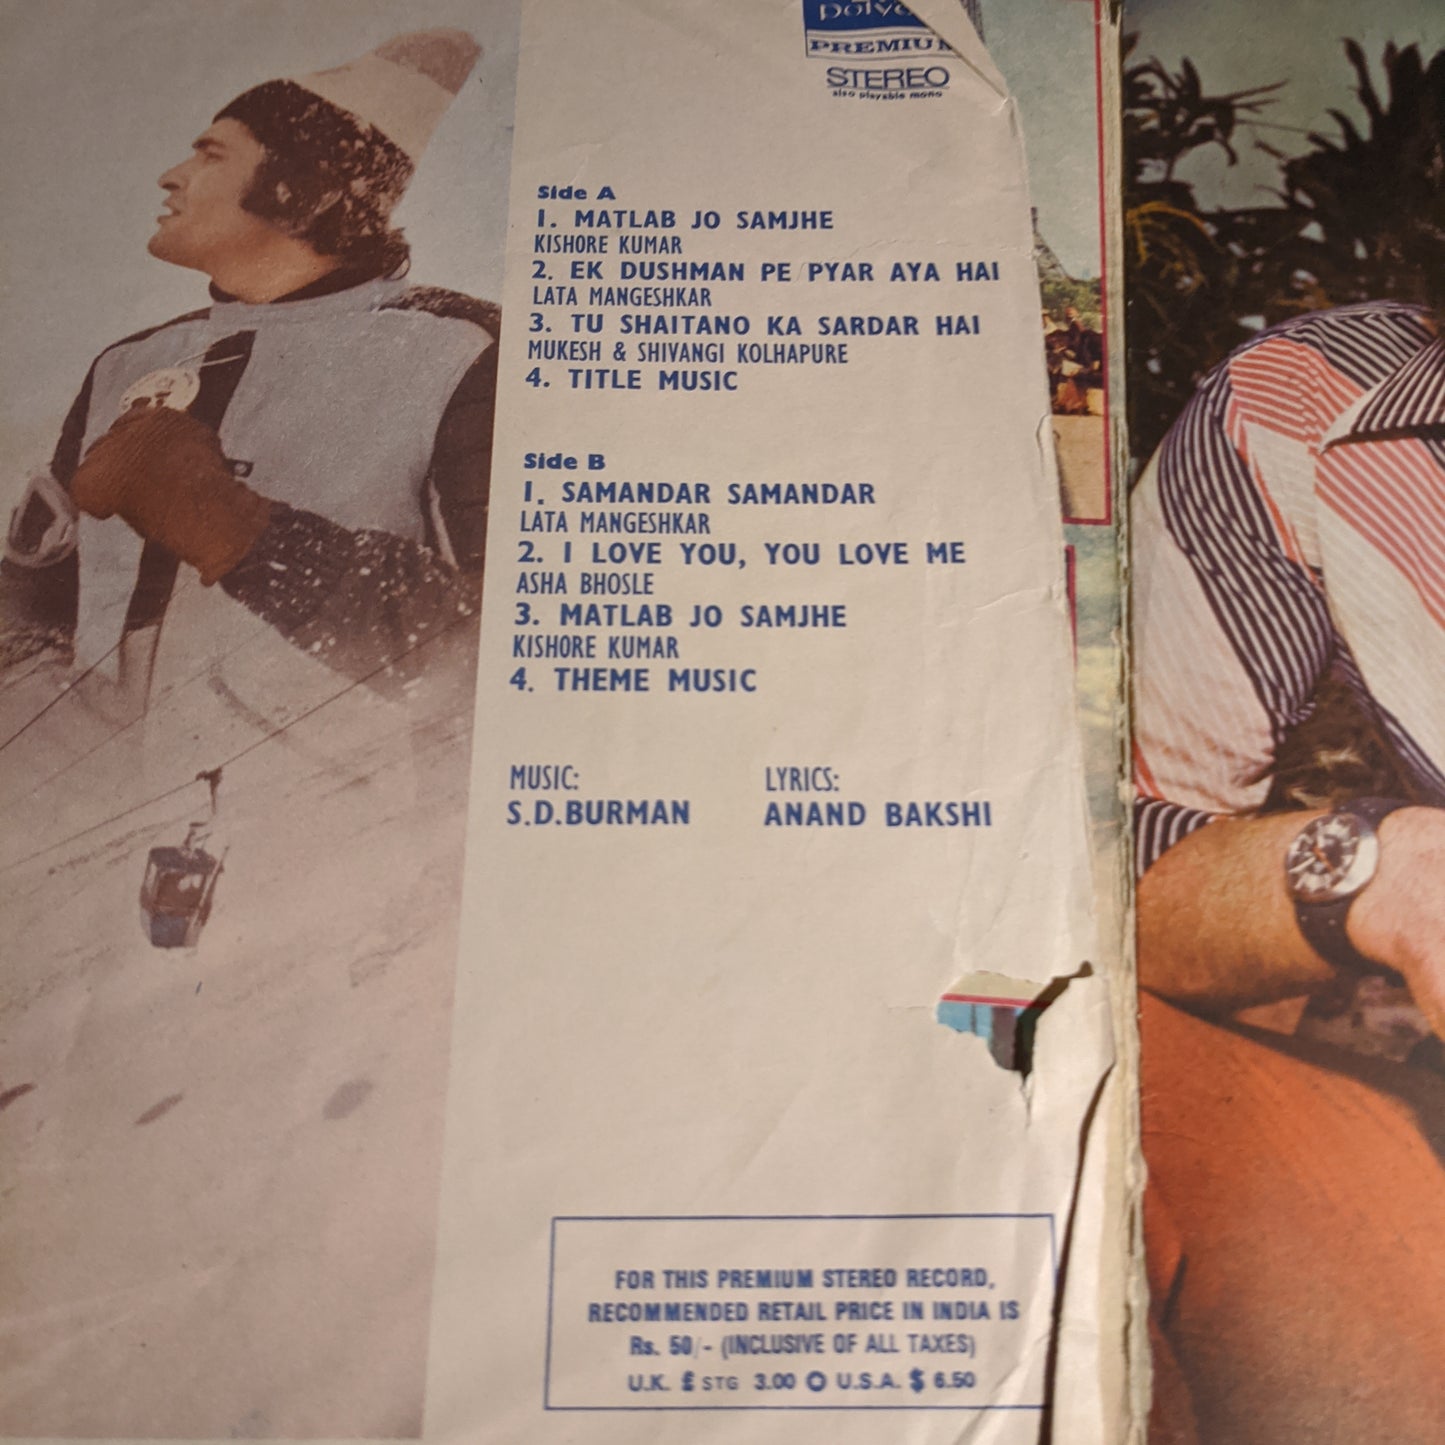 PREMIUM
STEREO
also playable mono
Side A
1. MATLAB JO SAMJHE
KISHORE KUMAR
2. EK DUSHMAN PE PYAR AYA HAI
LATA MANGESHKAR
3. TU SHAITANO KA SARDAR HAI
MUKESH & SHIVANGI KOLHAPURE
4. TITLE MUSIC
Side B
1. SAMANDAR SAMANDAR
LATA MANGESHKAR
2. I LOVE YOU, YOU LOVE ME
ASHA BHOSLE
3. MATLAB JO SAMJHE
KISHORE KUMAR
4. THEME MUSIC
MUSIC: LYRICS:
S.D.BURMAN ANAND BAKSHI
FOR THIS PREMIUM STEREO RECORD,
RECOMMENDED RETAIL PRICE IN INDIA IS
Rs. 50/- (INCLUSIVE OF ALL TAXES)
U.K. £ STG 3.00 O U.S.A. $ 6.50